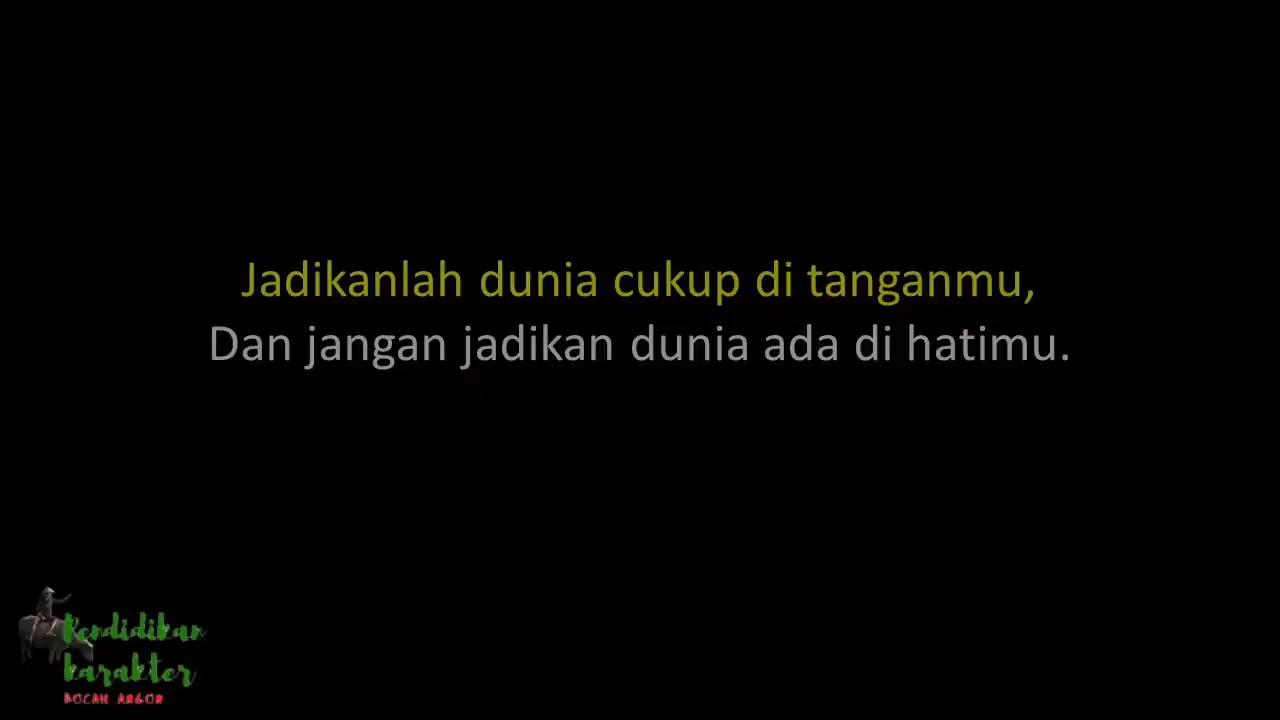 Jadikanlah dunia cukup di tanganmu,
Dan jangan jadikan dunia ada di hatimu.
Pendidikan
karakter
BOCAH ANGON